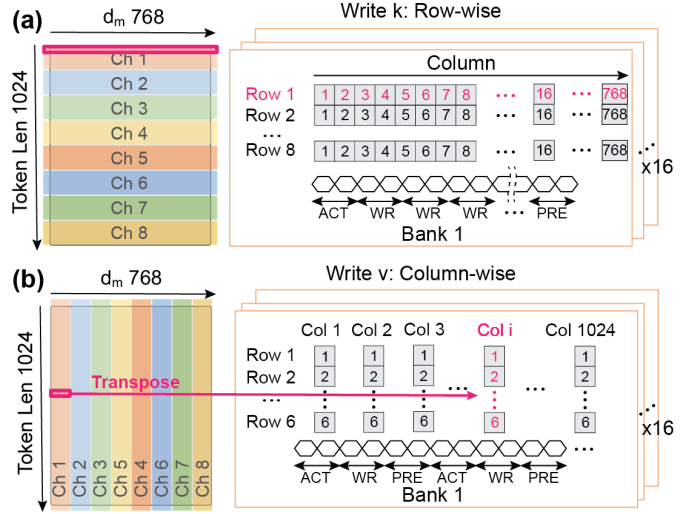 (a)
d_m 768
Token Len 1024
Ch 1
Ch 2
Ch 3
Ch 4
Ch 5
Ch 6
Ch 7
Ch 8
Write k: Row-wise
Column
Row 1 1 2 3 4 5 6 7 8 ... 16 ... 768
Row 2 1 2 3 4 5 6 7 8 16 768
...
Row 8 1 2 3 4 5 6 7 8 ... 16 ... 768
ACT WR WR WR ... PRE
Bank 1
... x16
(b)
d_m 768
Token Len 1024
Ch 1 Ch 2 Ch 3 Ch 5 Ch 4 Ch 6 Ch 7 Ch 8
Transpose
Write v: Column-wise
Col 1 Col 2 Col 3 Col i Col 1024
Row 1 1 1 1 1 1
Row 2 2 2 2 ... 2 ... 2
...
Row 6 6 6 6 6 6
ACT WR PRE ACT WR PRE ...
Bank 1
... x16